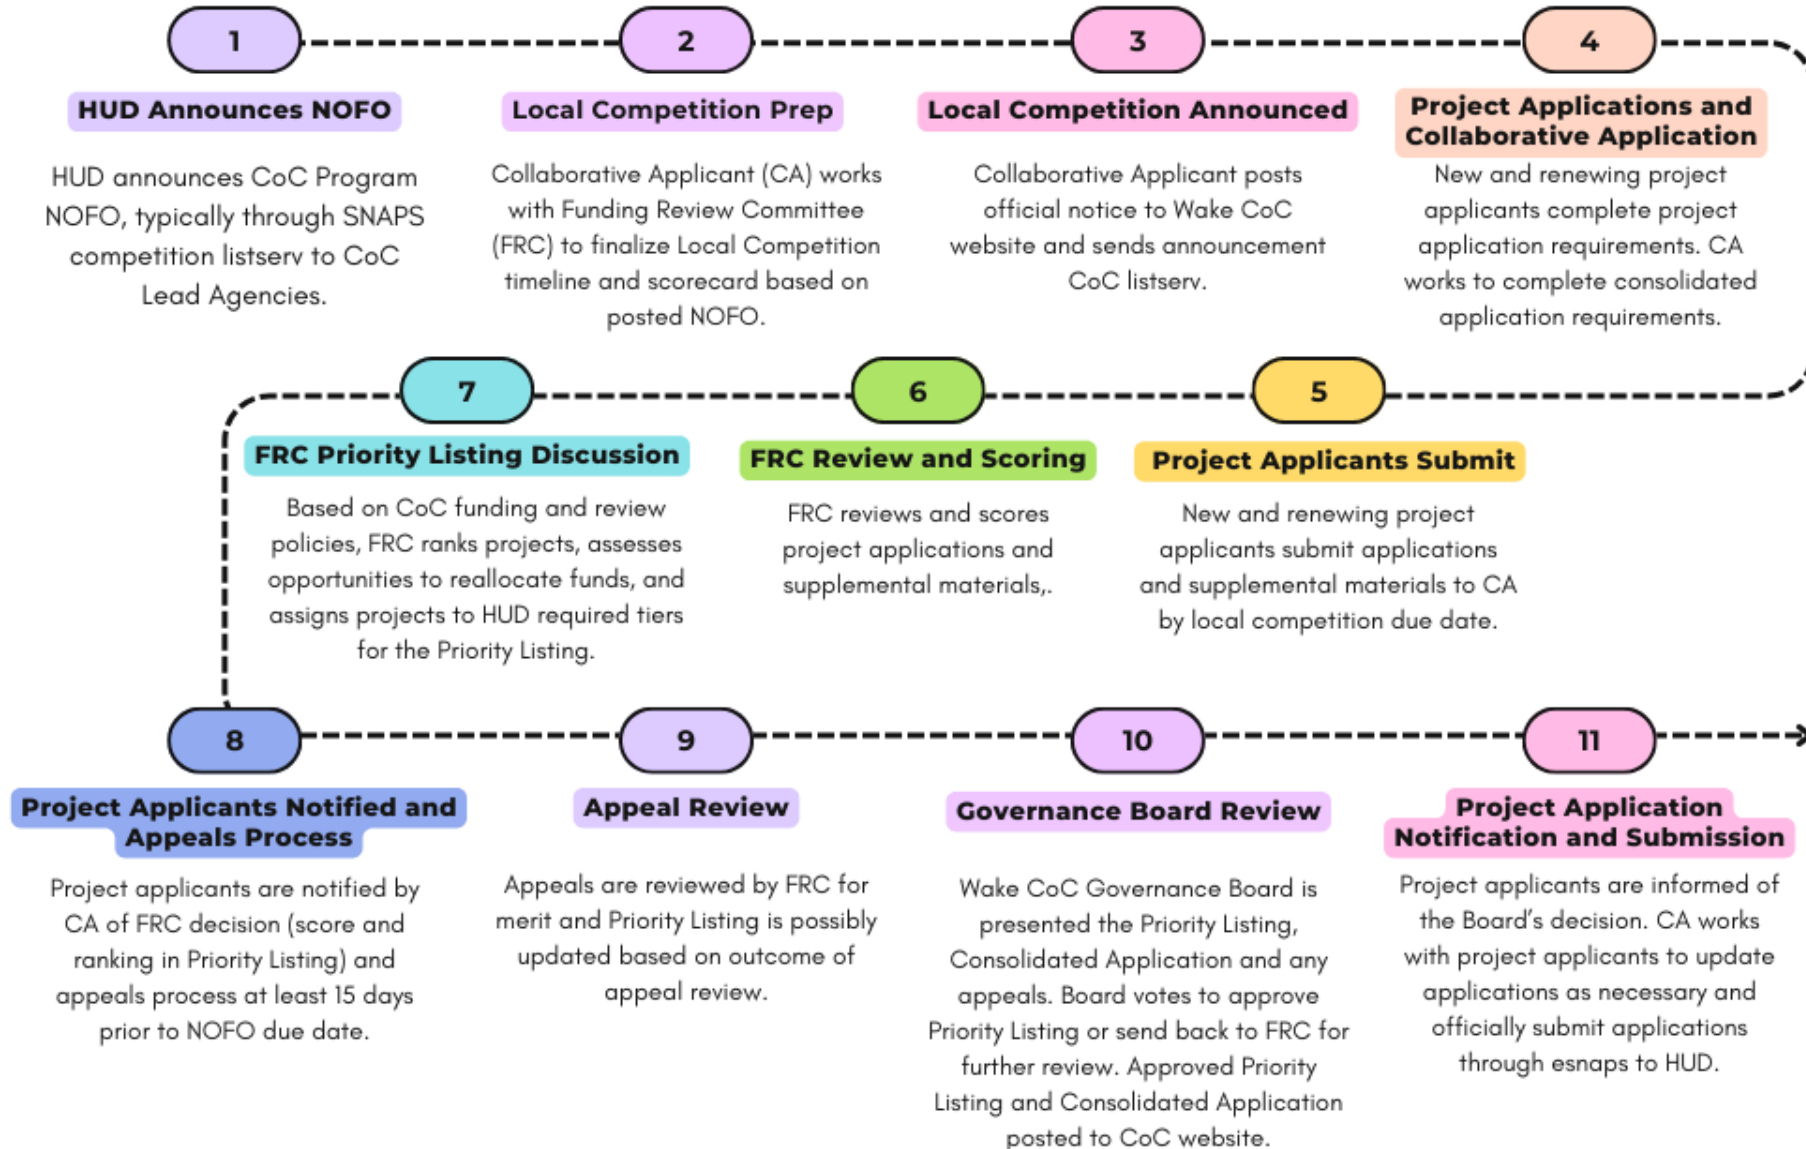 1
HUD Announces NOFO
HUD announces CoC Program
NOFO, typically through SNAPS
competition listserv to CoC
Lead Agencies.
2
Local Competition Prep
Collaborative Applicant (CA) works
with Funding Review Committee
(FRC) to finalize Local Competition
timeline and scorecard based on
posted NOFO.
3
Local Competition Announced
Collaborative Applicant posts
official notice to Wake CoC
website and sends announcement
CoC listserv.
4
Project Applications and
Collaborative Application
New and renewing project
applicants complete project
application requirements. CA
works to complete consolidated
application requirements.
5
Project Applicants Submit
New and renewing project
applicants submit applications
and supplemental materials to CA
by local competition due date.
6
FRC Review and Scoring
FRC reviews and scores
project applications and
supplemental materials,.
7
FRC Priority Listing Discussion
Based on CoC funding and review
policies, FRC ranks projects, assesses
opportunities to reallocate funds, and
assigns projects to HUD required tiers
for the Priority Listing.
8
Project Applicants Notified and
Appeals Process
Project applicants are notified by
CA of FRC decision (score and
ranking in Priority Listing) and
appeals process at least 15 days
prior to NOFO due date.
9
Appeal Review
Appeals are reviewed by FRC for
merit and Priority Listing is possibly
updated based on outcome of
appeal review.
10
Governance Board Review
Wake CoC Governance Board is
presented the Priority Listing,
Consolidated Application and any
appeals. Board votes to approve
Priority Listing or send back to FRC for
further review. Approved Priority
Listing and Consolidated Application
posted to CoC website.
11
Project Application
Notification and Submission
Project applicants are informed of
the Board's decision. CA works
with project applicants to update
applications as necessary and
officially submit applications
through esnaps to HUD.